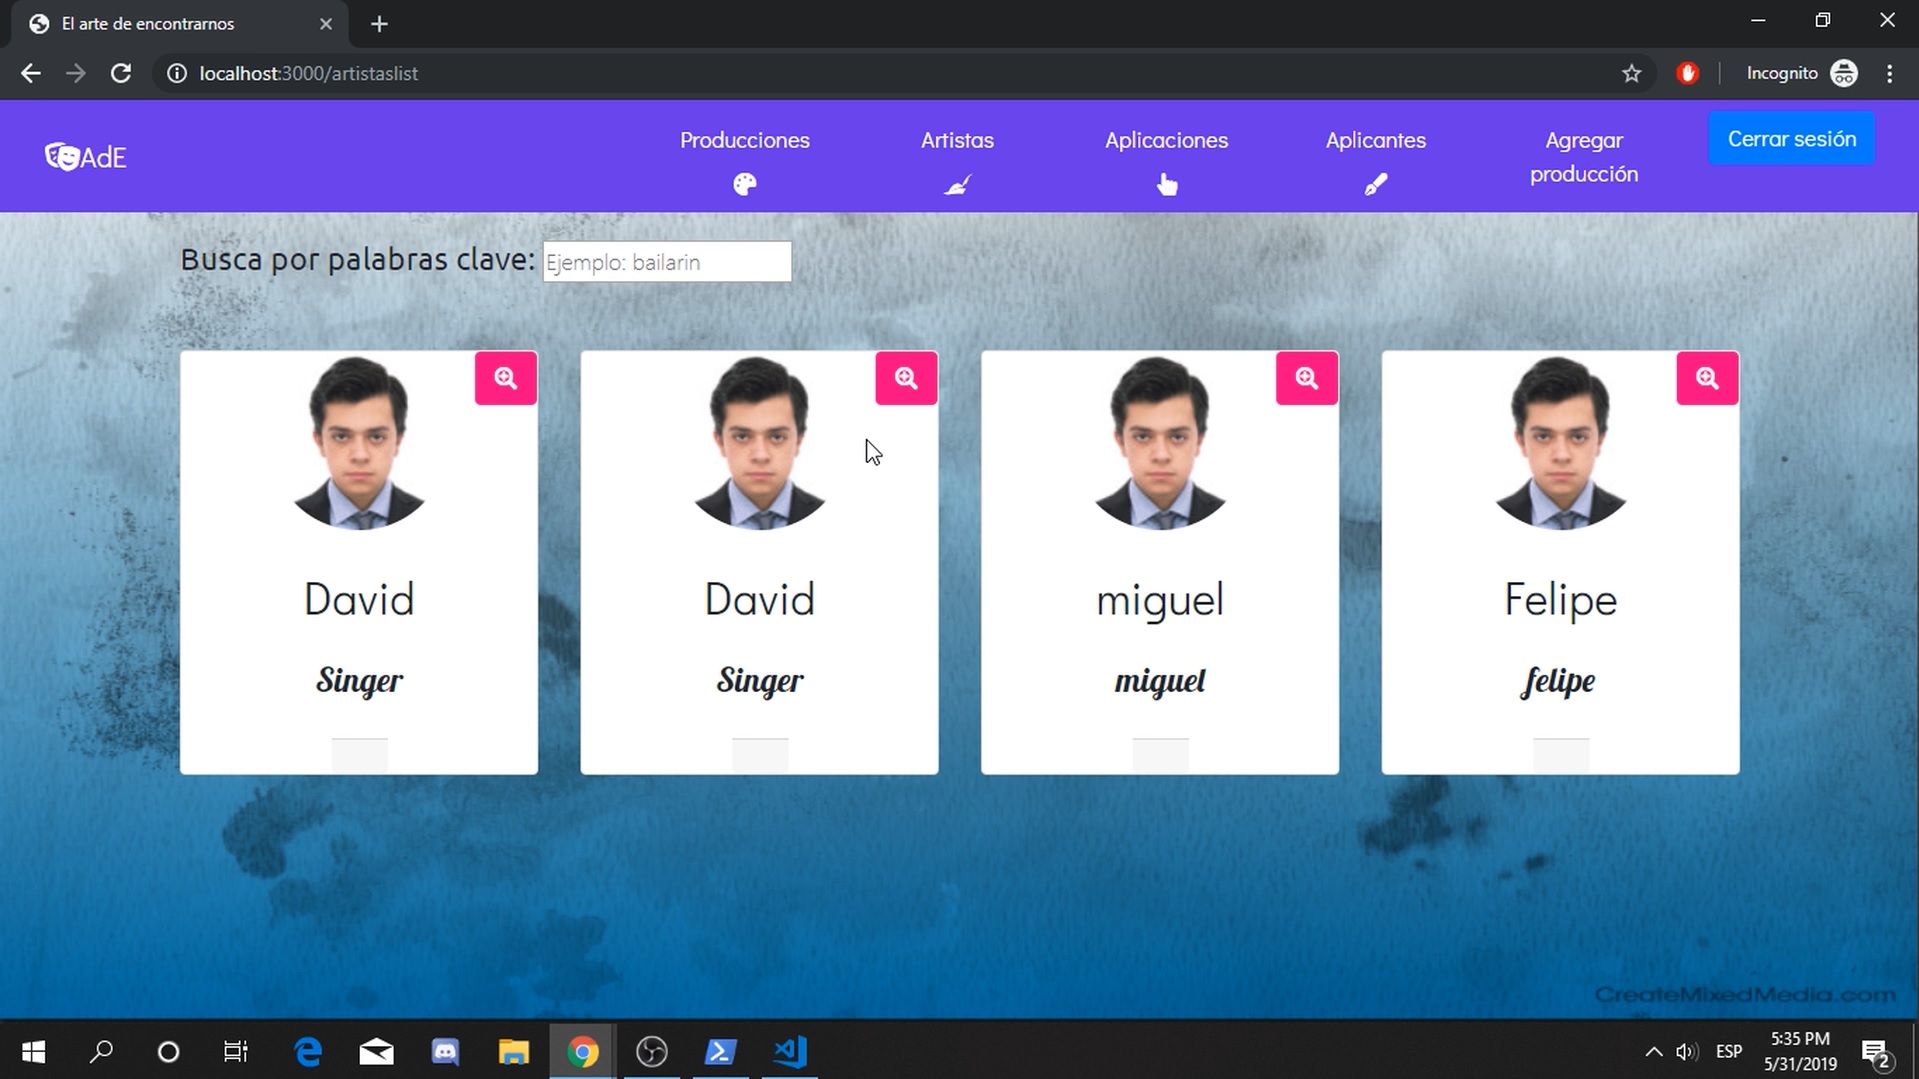 El arte de encontrarnos
localhost:3000/artistaslist
Incognito
AdE
Producciones
Artistas
Aplicaciones
Aplicantes
Agregar
producción
Cerrar sesión
Busca por palabras clave:
Ejemplo: bailarin
David
Singer
David
Singer
miguel
miguel
Felipe
felipe
CreateMixedMedia.com
ESP
5:35 PM
5/31/2019
2